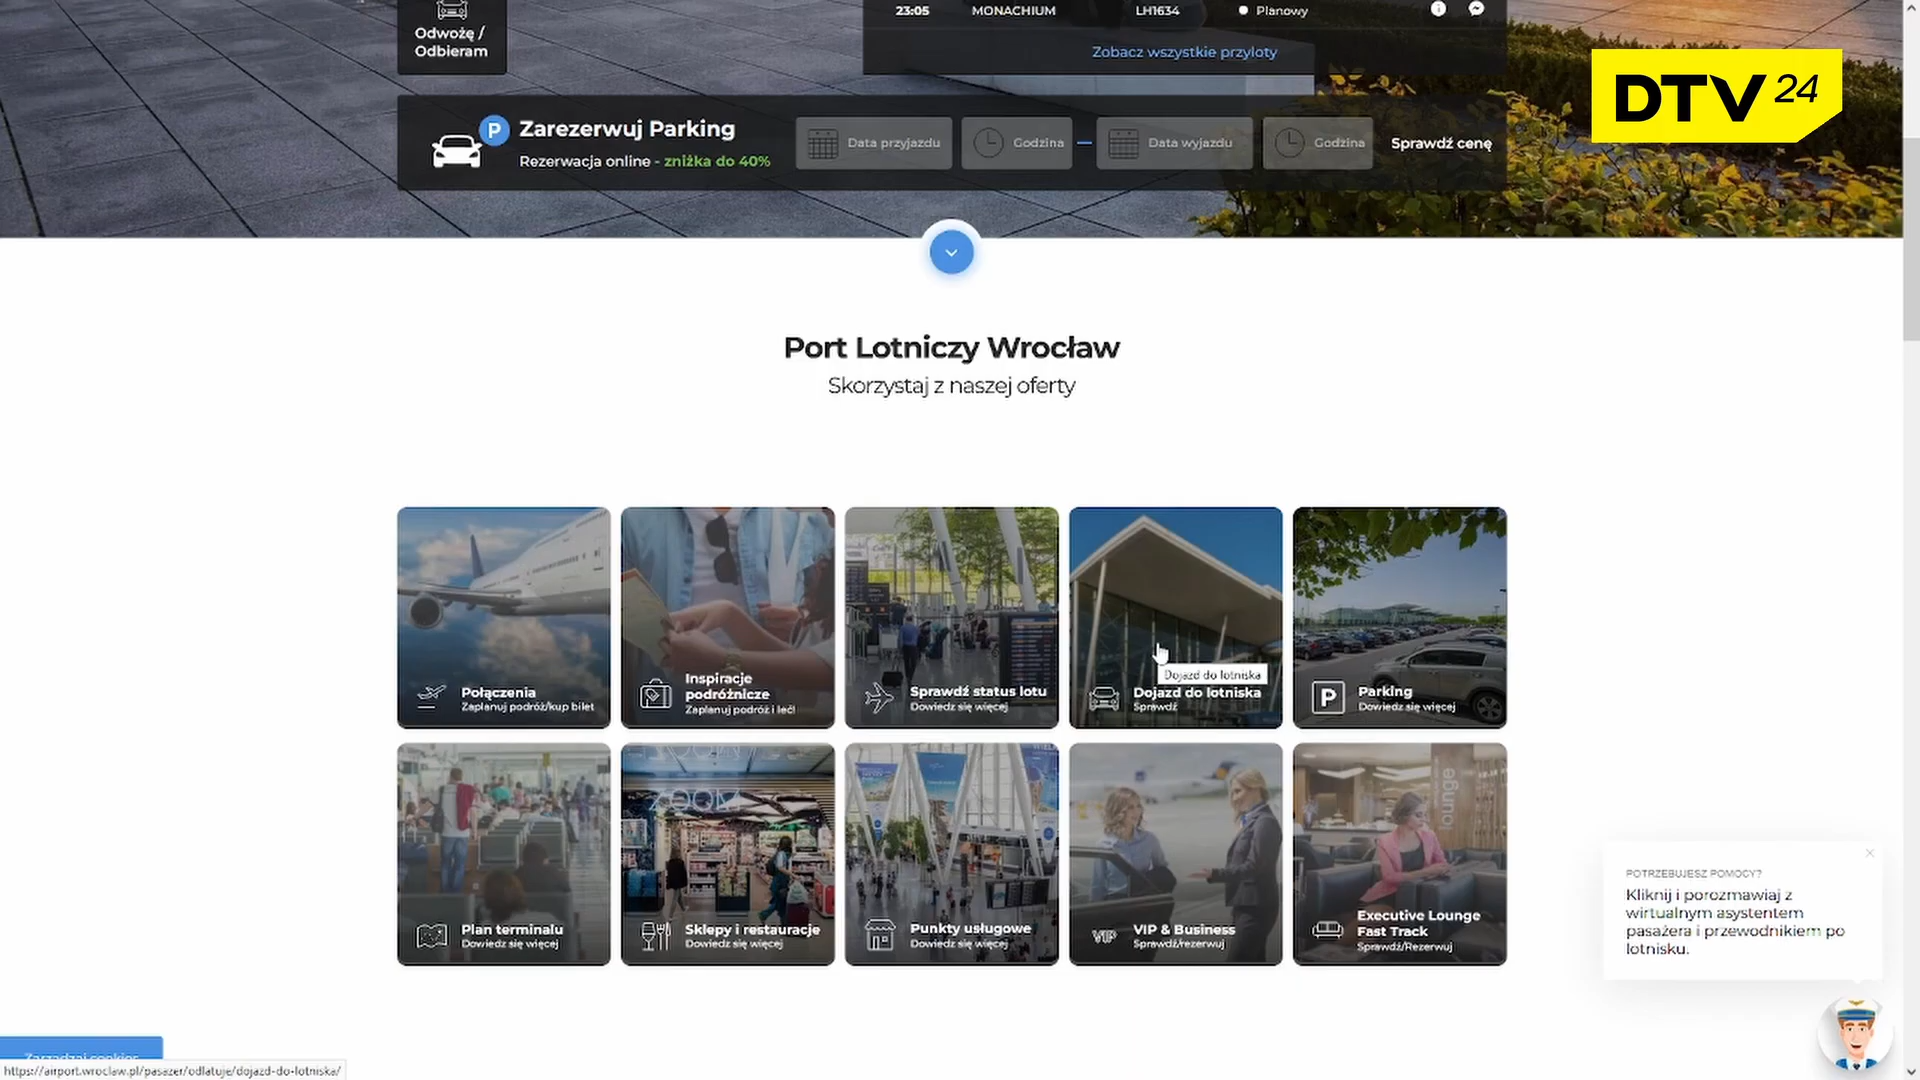 Odwożę /
Odbieram
23:05 MONACHIUM LH1634 Planowy
Zobacz wszystkie przyloty
DTV 24
P Zarezerwuj Parking
Rezerwacja online - zniżka do 40%
Data przyjazdu
Godzina
Data wyjazdu
Godzina
Sprawdź cenę
Port Lotniczy Wrocław
Skorzystaj z naszej oferty
Połączenia
Zaplanuj podróż/kup bilet
Inspiracje
podróżnicze
Zaplanuj podróż i leć!
Sprawdź status lotu
Dowiedz się więcej
Dojazd do lotniska
Dojazd do lotniska
Sprawdź
P Parking
Dowiedz się więcej
Plan terminalu
Dowiedz się więcej
ZOOM
Sklepy i restauracje
Dowiedz się więcej
Punkty usługowe
Dowiedz się więcej
VIP VIP & Business
Sprawdź/rezerwuj
lounge
Executive Lounge
Fast Track
Sprawdź/Rezerwuj
POTRZEBUJESZ POMOCY?
Kliknij i porozmawiaj z
wirtualnym asystentem
pasażera i przewodnikiem po
lotnisku.
Zarządzaj cookies
https://airport.wroclaw.pl/pasazer/odlatuje/dojazd-do-lotniska/